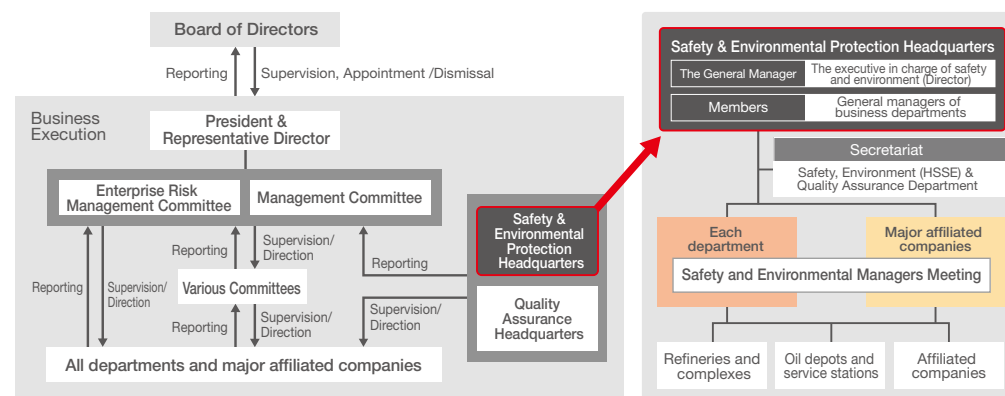 Board of Directors
Reporting
Supervision, Appointment /Dismissal
Business
Execution
President &
Representative Director
Enterprise Risk
Management Committee
Management Committee
Safety &
Environmental
Protection
Headquarters
Reporting
Supervision/
Direction
Reporting
Reporting
Supervision/
Direction
Various Committees
Quality
Assurance
Headquarters
Supervision/
Direction
Reporting
Supervision/
Direction
All departments and major affiliated companies
Safety & Environmental Protection Headquarters
The General Manager
The executive in charge of safety
and environment (Director)
Members
General managers of
business departments
Secretariat
Safety, Environment (HSSE) &
Quality Assurance Department
Each
department
Major affiliated
companies
Safety and Environmental Managers Meeting
Refineries and
complexes
Oil depots and
service stations
Affiliated
companies